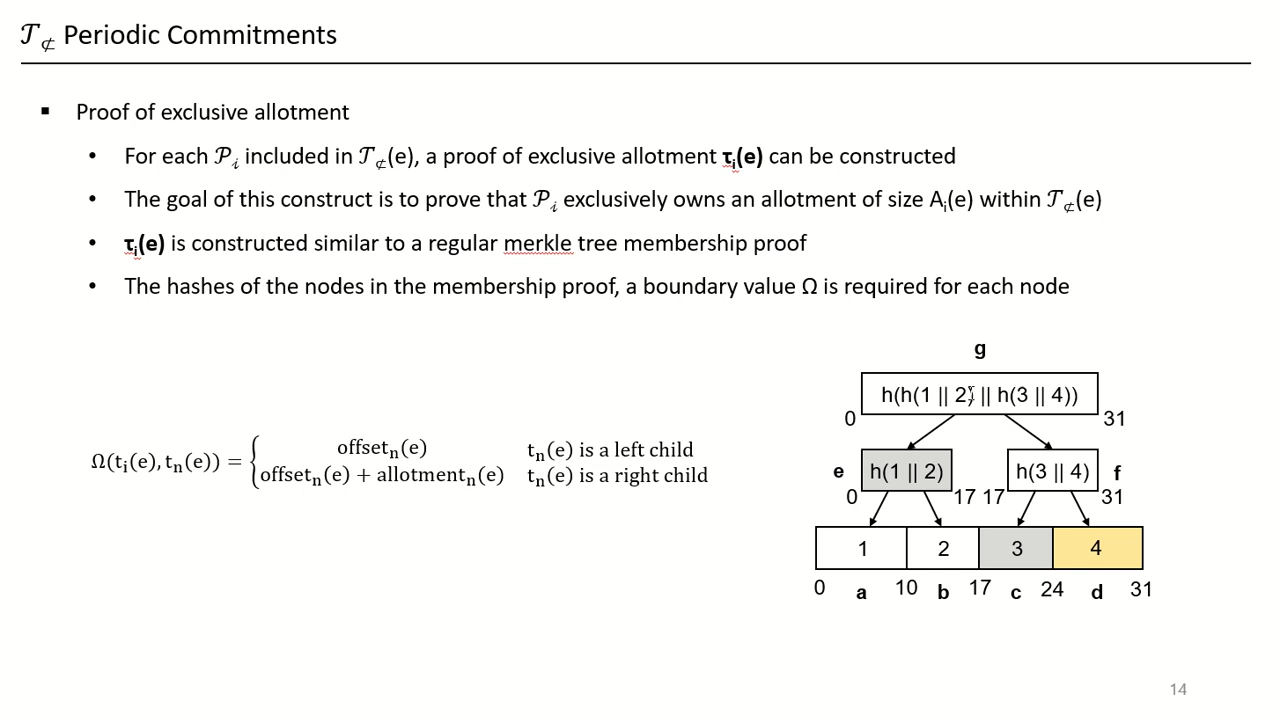 𝒯⊄ Periodic Commitments
▪ Proof of exclusive allotment
• For each 𝒫ᵢ included in 𝒯⊄(e), a proof of exclusive allotment τᵢ(e) can be constructed
• The goal of this construct is to prove that 𝒫ᵢ exclusively owns an allotment of size Aᵢ(e) within 𝒯⊄(e)
• τᵢ(e) is constructed similar to a regular merkle tree membership proof
• The hashes of the nodes in the membership proof, a boundary value Ω is required for each node
g
h(h(1 || 2) || h(3 || 4))
0 31
offsetₙ(e) tₙ(e) is a left child
Ω(tᵢ(e), tₙ(e)) = {
offsetₙ(e) + allotmentₙ(e) tₙ(e) is a right child
e h(1 || 2) h(3 || 4) f
0 17 17 31
1 2 3 4
0 a 10 b 17 c 24 d 31
14